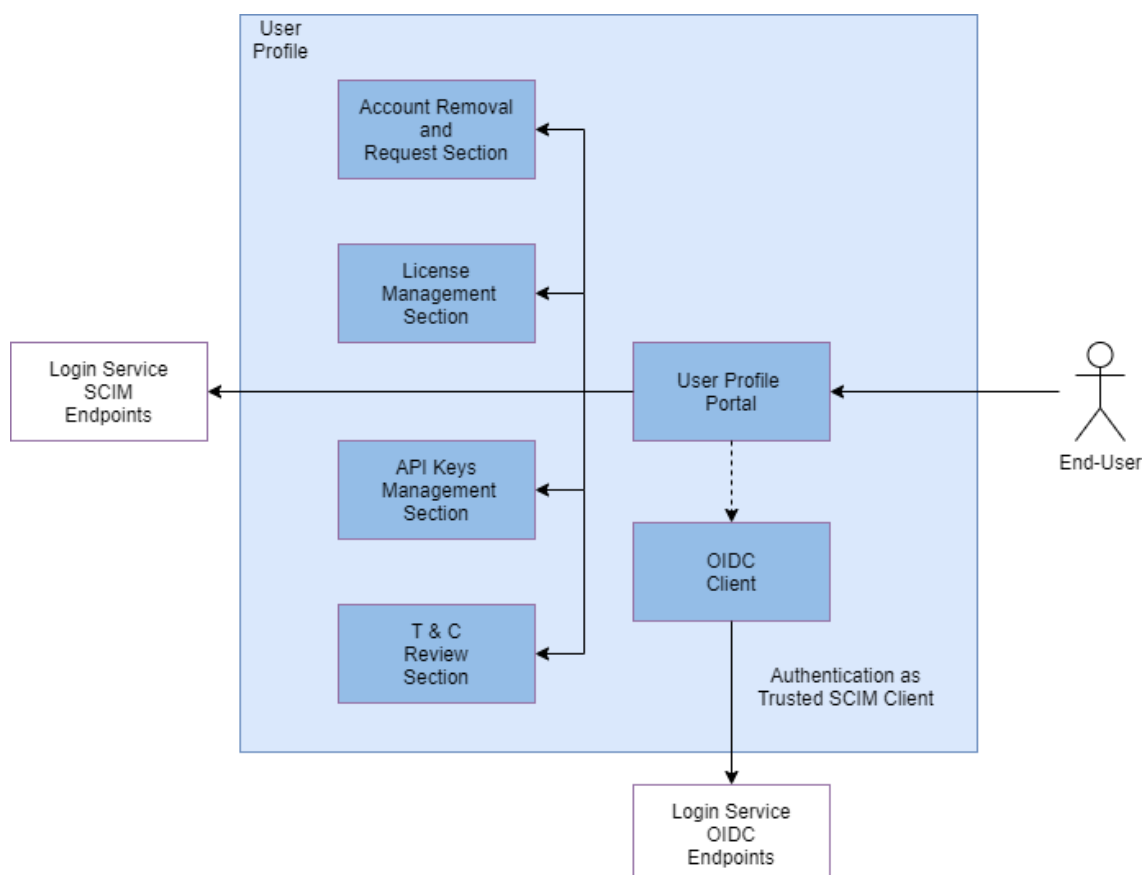 User
Profile
Account Removal
and
Request Section
License
Management
Section
Login Service
SCIM
Endpoints
User Profile
Portal
End-User
API Keys
Management
Section
OIDC
Client
T & C
Review
Section
Authentication as
Trusted SCIM Client
Login Service
OIDC
Endpoints